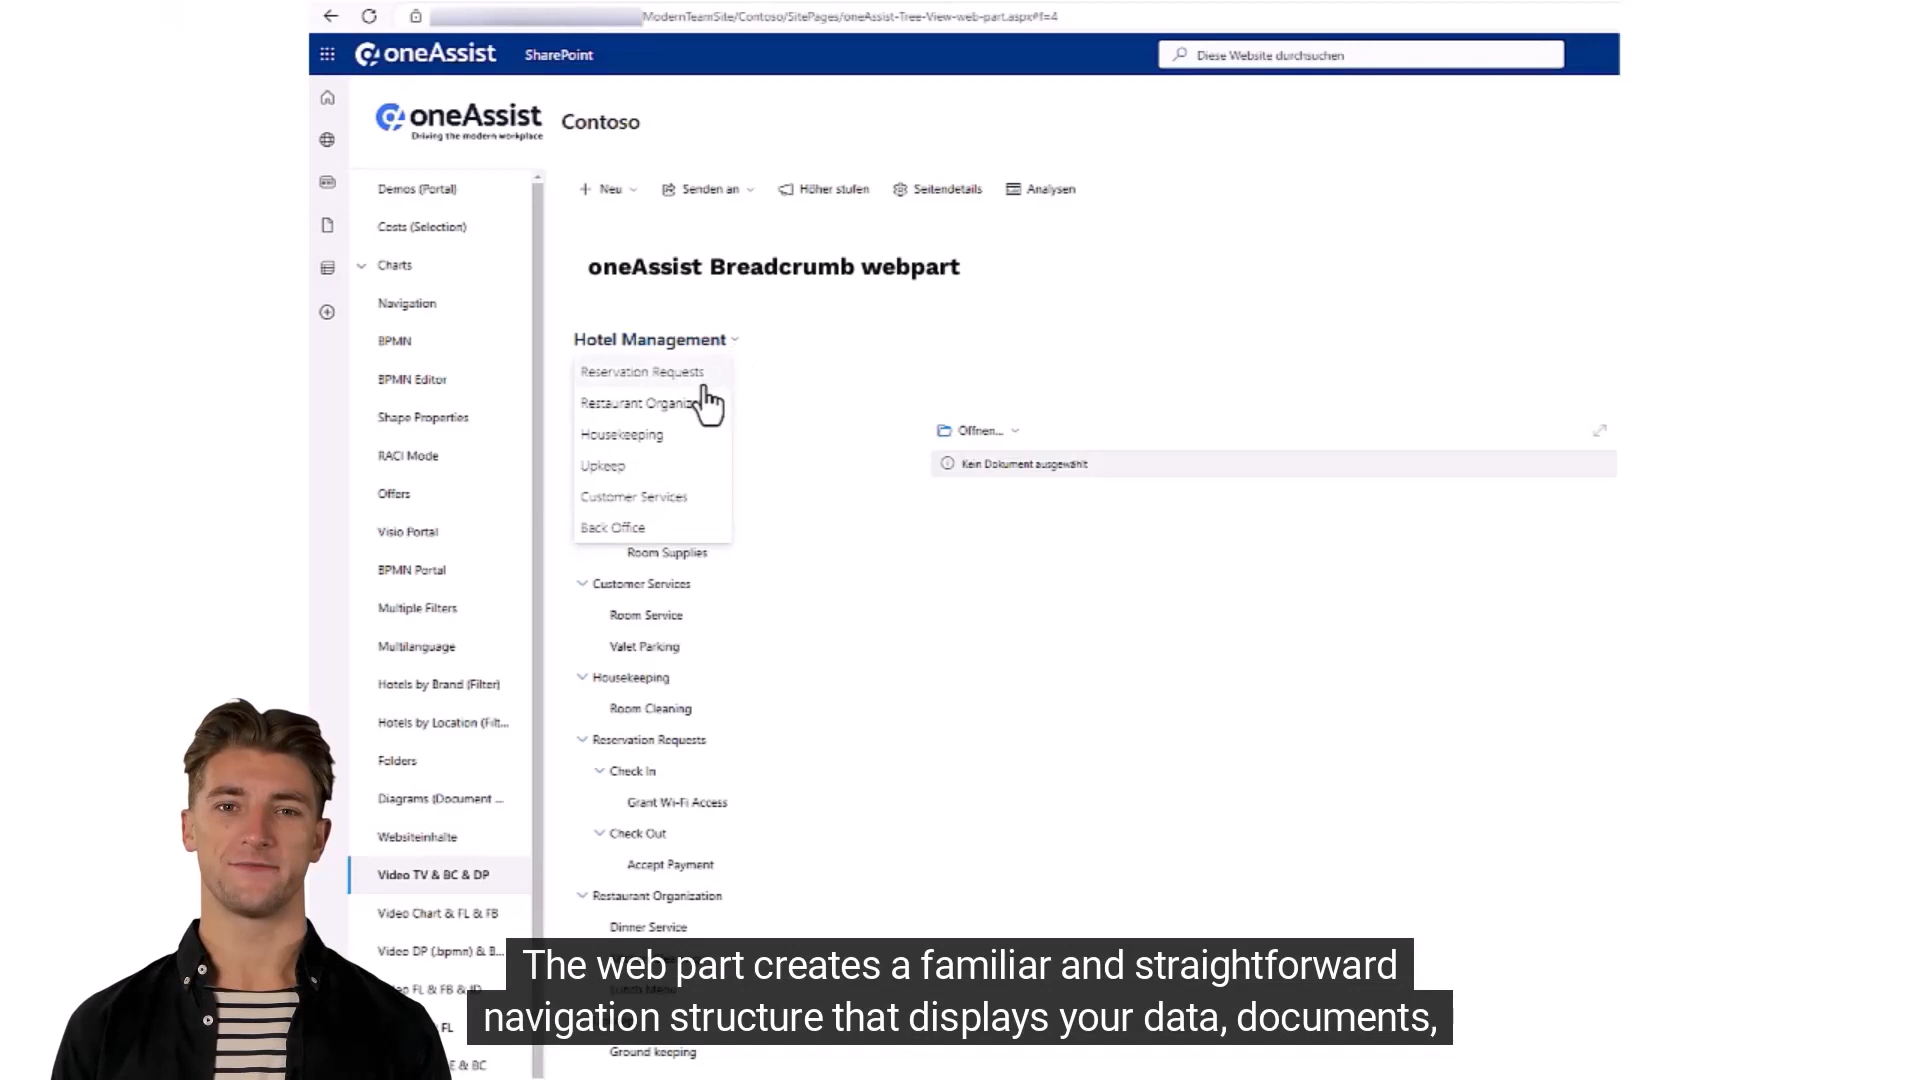 ModernTeamSite/Contoso/SitePages/oneAssist-Tree-View-web-part.aspx#f=4
oneAssist SharePoint
Diese Website durchsuchen
oneAssist
Driving the modern workplace
Contoso
Neu
Senden an
Höher stufen
Seitendetails
Analysen
Demos (Portal)
Costs (Selection)
Charts
Navigation
BPMN
BPMN Editor
Shape Properties
RACI Mode
Offers
Visio Portal
BPMN Portal
Multiple Filters
Multilanguage
Hotels by Brand (Filter)
Hotels by Location (Filt...
Folders
Diagrams (Document ...
Websiteinhalte
Video TV & BC & DP
Video Chart & FL & FB
Video DP (.bpmn) & B...
FL & FB & ID
FL
E & BC
oneAssist Breadcrumb webpart
Hotel Management
Reservation Requests
Restaurant Organiz
Housekeeping
Upkeep
Customer Services
Back Office
Room Supplies
Customer Services
Room Service
Valet Parking
Housekeeping
Room Cleaning
Reservation Requests
Check In
Grant Wi-Fi Access
Check Out
Accept Payment
Restaurant Organization
Dinner Service
Lunch Menu
Ground keeping
Öffnen...
Kein Dokument ausgewählt
The web part creates a familiar and straightforward
navigation structure that displays your data, documents,